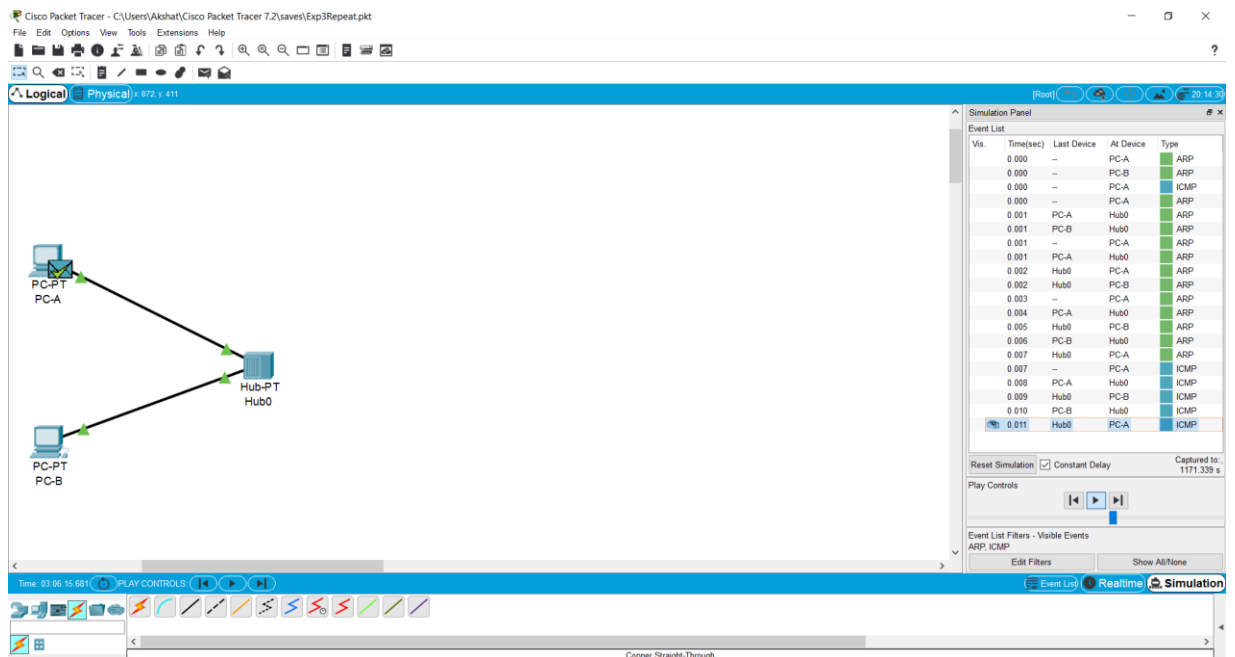 Cisco Packet Tracer - C:\Users\Akshat\Cisco Packet Tracer 7.2\saves\Exp3Repeat.pkt
File Edit Options View Tools Extensions Help
?
Logical Physical x: 872, y: 411
[Root] 20:14:30
PC-PT
PC-A
Hub-PT
Hub0
PC-PT
PC-B
Simulation Panel
Event List
Vis. Time(sec) Last Device At Device Type
0.000 -- PC-A ARP
0.000 -- PC-B ARP
0.000 -- PC-A ICMP
0.000 -- PC-A ARP
0.001 PC-A Hub0 ARP
0.001 PC-B Hub0 ARP
0.001 -- PC-A ARP
0.001 PC-A Hub0 ARP
0.002 Hub0 PC-A ARP
0.002 Hub0 PC-B ARP
0.003 -- PC-A ARP
0.004 PC-A Hub0 ARP
0.005 Hub0 PC-B ARP
0.006 PC-B Hub0 ARP
0.007 Hub0 PC-A ARP
0.007 -- PC-A ICMP
0.008 PC-A Hub0 ICMP
0.009 Hub0 PC-B ICMP
0.010 PC-B Hub0 ICMP
0.011 Hub0 PC-A ICMP
Reset Simulation Constant Delay Captured to:
1171.339 s
Play Controls
Event List Filters - Visible Events
ARP, ICMP
Edit Filters Show All/None
Time: 03:06:15.681 PLAY CONTROLS: Event List Realtime Simulation
Copper Straight-Through